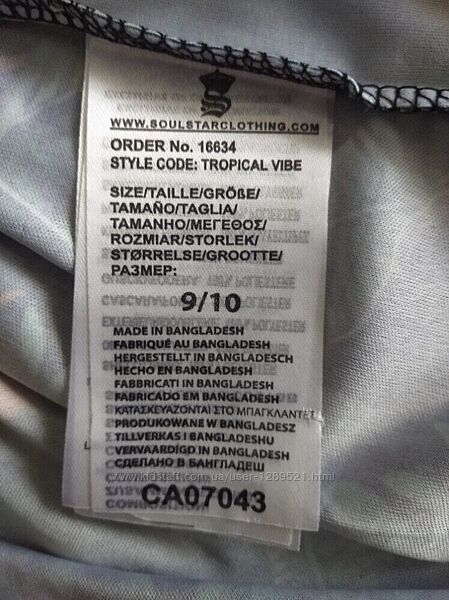 WWW.SOULSTARCLOTHING.COM
ORDER No. 16634
STYLE CODE: TROPICAL VIBE
SIZE/TAILLE/GRÖßE/
TAMAÑO/TAGLIA/
TAMANHO/ΜΕΓΕΘΟΣ/
ROZMIAR/STORLEK/
STØRRELSE/GROOTTE/
РАЗМЕР:
9/10
MADE IN BANGLADESH
FABRIQUÉ AU BANGLADESH
HERGESTELLT IN BANGLADESCH
HECHO EN BANGLADESH
FABBRICATI IN BANGLADESH
FABRICADO EM BANGLADESH
ΚΑΤΑΣΚΕΥΑΖΟΝΤΑΙ ΣΤΟ ΜΠΑΓΚΛΑΝΤΕΣ
PRODUKOWANE W BANGLADESZ
TILLVERKAS I BANGLADESHU
VERVAARDIGD IN BANGLADESH
СДЕЛАНО В БАНГЛАДЕШ
© kidstaff.com.ua/user-1289521.html
CA07043